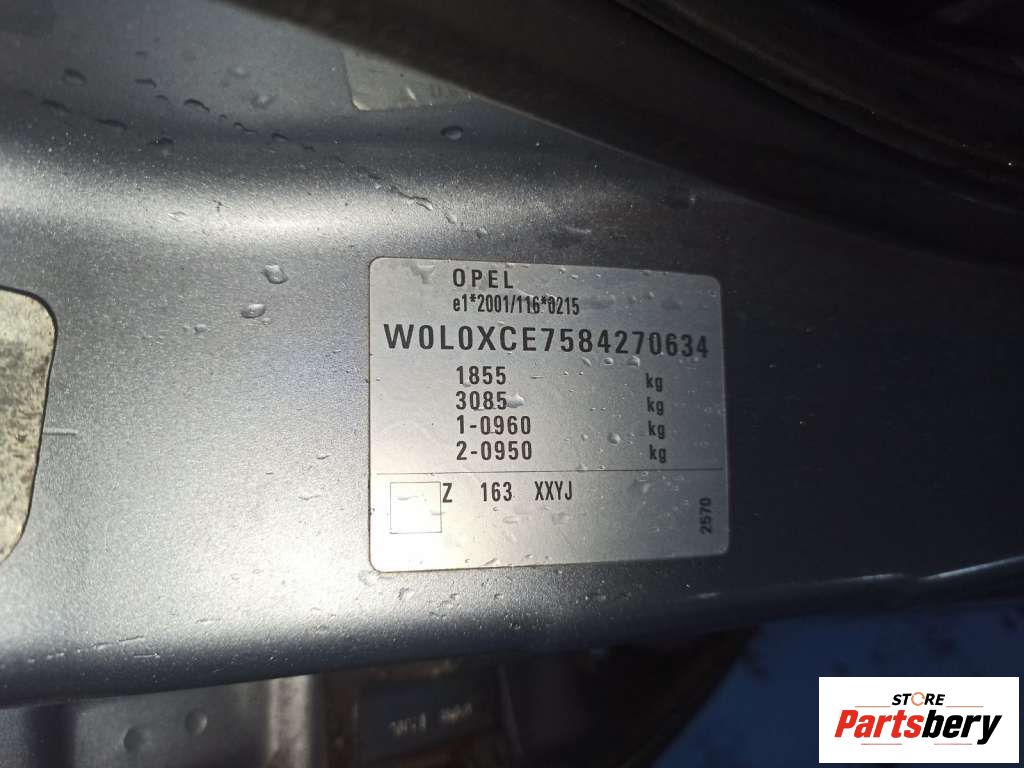 OPEL
e1*2001/116*0215
W0L0XCE7584270634
1855 kg
3085 kg
1-0960 kg
2-0950 kg
Z 163 XXYJ
2570
STORE
Partsbery